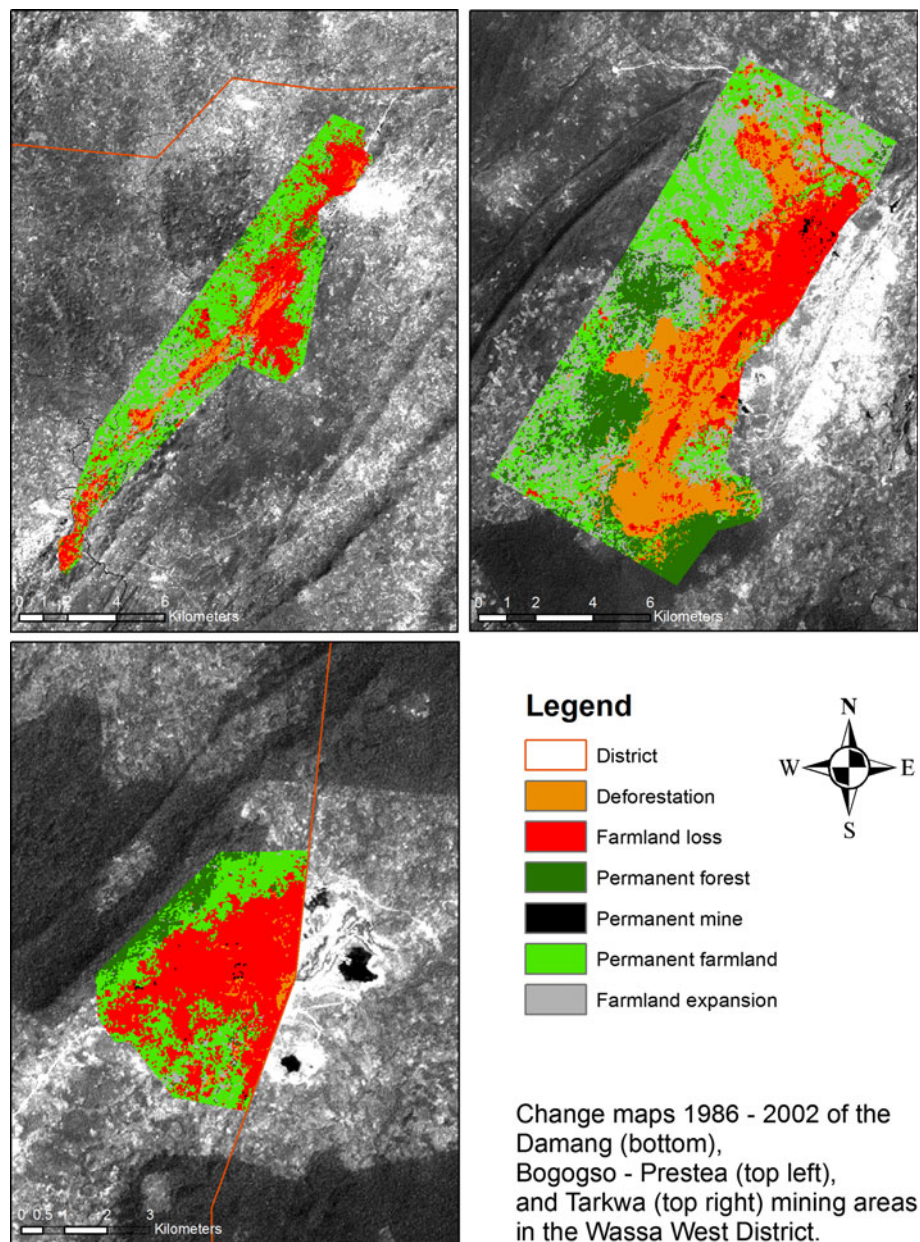 0 1 2 4 6
Kilometers
0 1 2 4 6
Kilometers
0 0.5 1 2 3
Kilometers
Legend
District
Deforestation
Farmland loss
Permanent forest
Permanent mine
Permanent farmland
Farmland expansion
N
W E
S
Change maps 1986 - 2002 of the
Damang (bottom),
Bogogso - Prestea (top left),
and Tarkwa (top right) mining areas
in the Wassa West District.